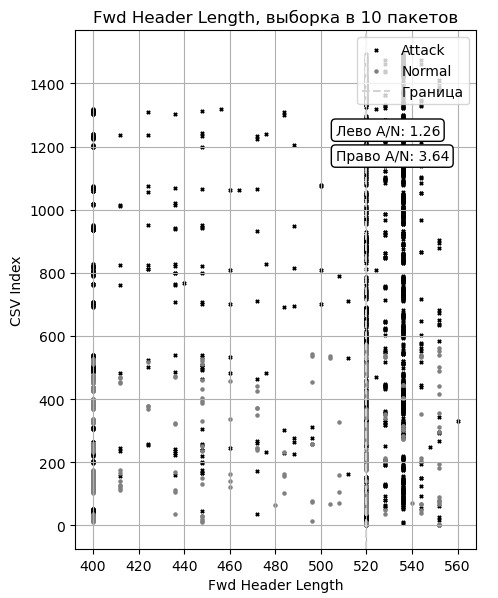 Fwd Header Length, выборка в 10 пакетов
Attack
Normal
Граница
Лево A/N: 1.26
Право A/N: 3.64
CSV Index
1400
1200
1000
800
600
400
200
0
400 420 440 460 480 500 520 540 560
Fwd Header Length